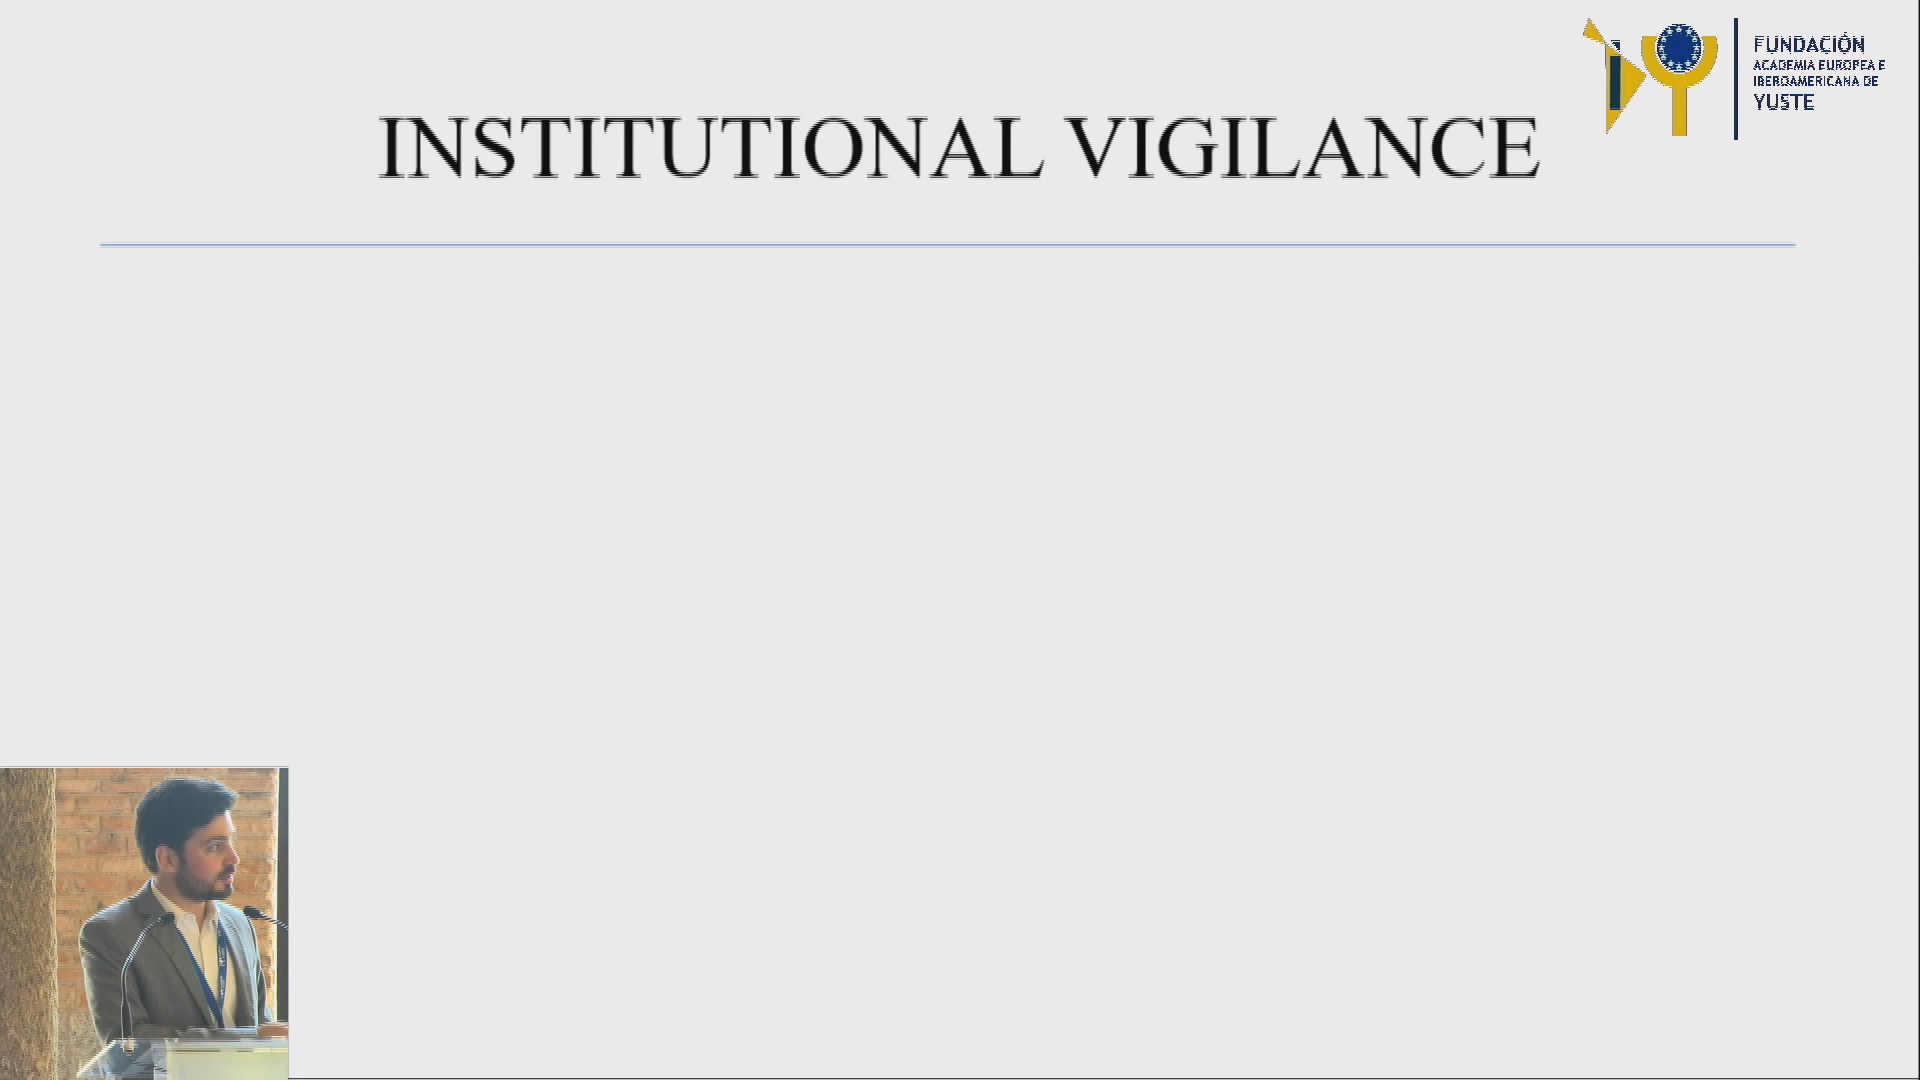 INSTITUTIONAL VIGILANCE
FUNDACIÓN
ACADEMIA EUROPEA E
IBEROAMERICANA DE
YUSTE